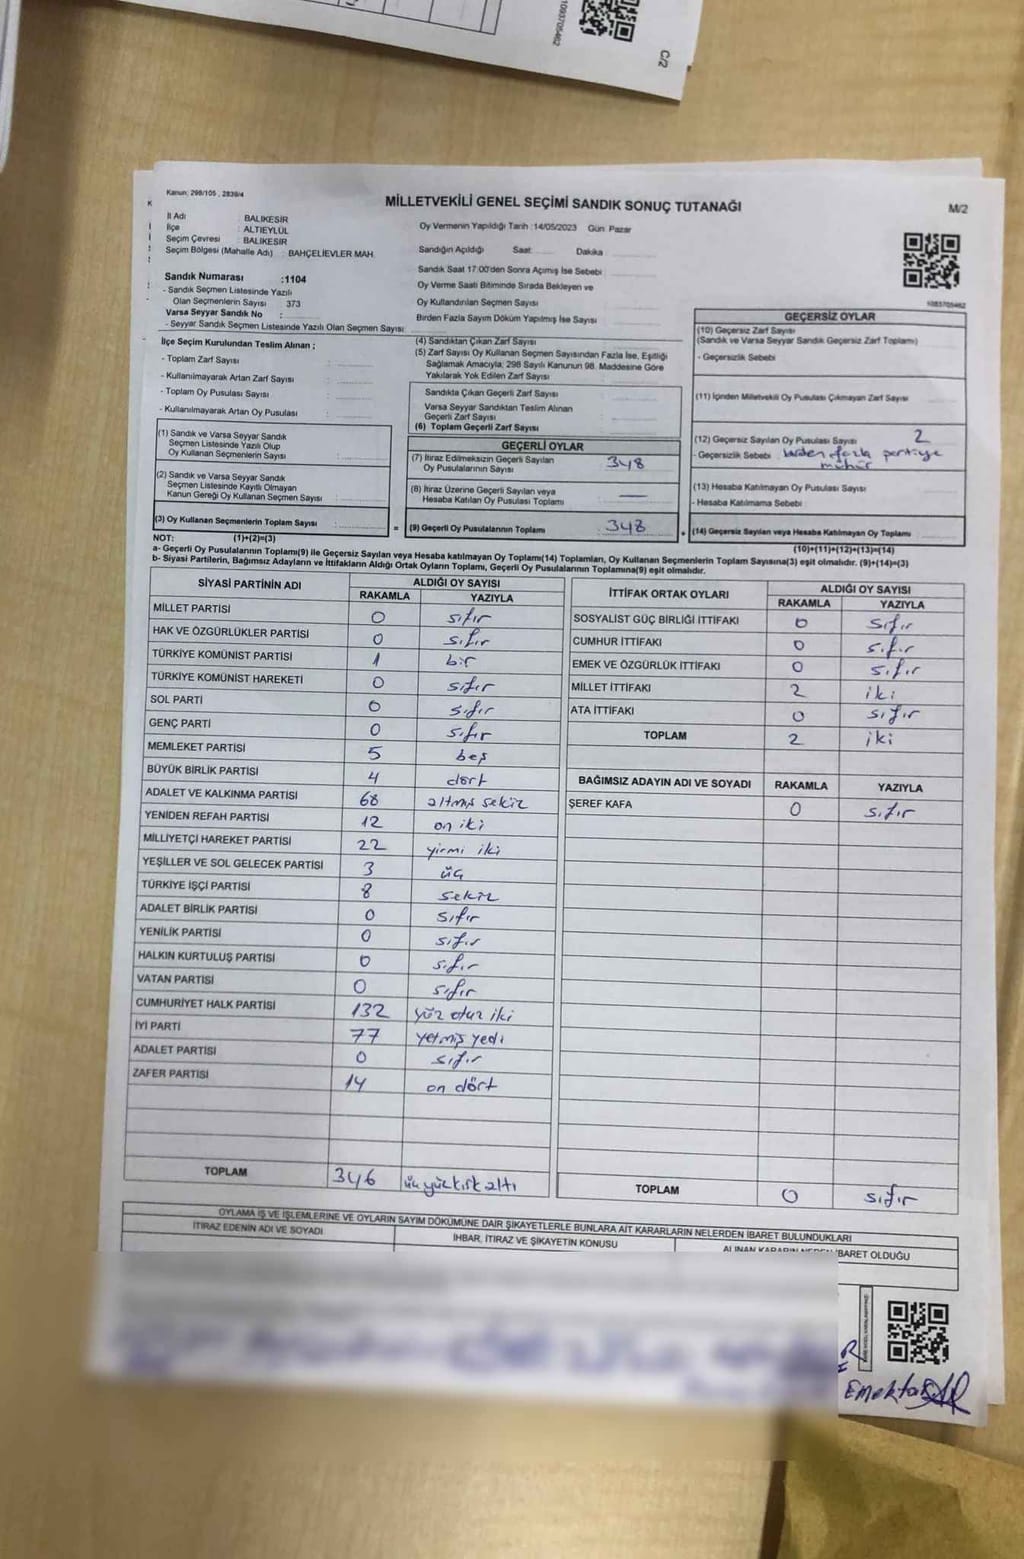 1093705462
C/2
Kanun; 298/105 , 2839/4
MİLLETVEKİLİ GENEL SEÇİMİ SANDIK SONUÇ TUTANAĞI
M/2
İl Adı : BALIKESİR
İlçe : ALTIEYLÜL
Seçim Çevresi : BALIKESİR
Seçim Bölgesi (Mahalle Adı) : BAHÇELİEVLER MAH.
Sandık Numarası :1104
- Sandık Seçmen Listesinde Yazılı
Olan Seçmenlerin Sayısı : 373
Varsa Seyyar Sandık No :
- Seyyar Sandık Seçmen Listesinde Yazılı Olan Seçmen Sayısı:
Oy Vermenin Yapıldığı Tarih :14/05/2023 Gün Pazar
Sandığın Açıldığı Saat: Dakika
Sandık Saat 17:00'den Sonra Açılmış İse Sebebi
Oy Verme Saati Bitiminde Sırada Bekleyen ve
Oy Kullandırılan Seçmen Sayısı
Birden Fazla Sayım Döküm Yapılmış İse Sayısı
1083705462
İlçe Seçim Kurulundan Teslim Alınan ;
- Toplam Zarf Sayısı
- Kullanılmayarak Artan Zarf Sayısı
- Toplam Oy Pusulası Sayısı
- Kullanılmayarak Artan Oy Pusulası
(1) Sandık ve Varsa Seyyar Sandık
Seçmen Listesinde Yazılı Olup
Oy Kullanan Seçmenlerin Sayısı
(2) Sandık ve Varsa Seyyar Sandık
Seçmen Listesinde Kayıtlı Olmayan
Kanun Gereği Oy Kullanan Seçmen Sayısı
(3) Oy Kullanan Seçmenlerin Toplam Sayısı
(4) Sandıktan Çıkan Zarf Sayısı
(5) Zarf Sayısı Oy Kullanan Seçmen Sayısından Fazla İse, Eşitliği
Sağlamak Amacıyla; 298 Sayılı Kanunun 98. Maddesine Göre
Yakılarak Yok Edilen Zarf Sayısı
Sandıkta Çıkan Geçerli Zarf Sayısı
Varsa Seyyar Sandıktan Teslim Alınan
Geçerli Zarf Sayısı
(6) Toplam Geçerli Zarf Sayısı
GEÇERLİ OYLAR
(7) İtiraz Edilmeksizin Geçerli Sayılan
Oy Pusulalarının Sayısı : 348
(8) İtiraz Üzerine Geçerli Sayılan veya
Hesaba Katılan Oy Pusulası Toplamı : —
= (9) Geçerli Oy Pusulalarının Toplamı : 348
GEÇERSİZ OYLAR
(10) Geçersiz Zarf Sayısı
(Sandık ve Varsa Seyyar Sandık Geçersiz Zarf Toplamı)
- Geçersizlik Sebebi
(11) İçinden Milletvekili Oy Pusulası Çıkmayan Zarf Sayısı
(12) Geçersiz Sayılan Oy Pusulası Sayısı 2
- Geçersizlik Sebebi birden fazla partiye
mühür
(13) Hesaba Katılmayan Oy Pusulası Sayısı
- Hesaba Katılmama Sebebi
+ (14) Geçersiz Sayılan veya Hesaba Katılmayan Oy Toplamı
NOT: (1)+(2)=(3)
(10)+(11)+(12)+(13)=(14)
a- Geçerli Oy Pusulalarının Toplamı(9) ile Geçersiz Sayılan veya Hesaba katılmayan Oy Toplamı(14) Toplamları, Oy Kullanan Seçmenlerin Toplam Sayısına(3) eşit olmalıdır. (9)+(14)=(3)
b- Siyasi Partilerin, Bağımsız Adayların ve İttifakların Aldığı Ortak Oyların Toplamı, Geçerli Oy Pusulalarının Toplamına(9) eşit olmalıdır.
SİYASİ PARTİNİN ADI ALDIĞI OY SAYISI
RAKAMLA YAZIYLA
MİLLET PARTİSİ 0 sıfır
HAK VE ÖZGÜRLÜKLER PARTİSİ 0 sıfır
TÜRKİYE KOMÜNİST PARTİSİ 1 bir
TÜRKİYE KOMÜNİST HAREKETİ 0 sıfır
SOL PARTİ 0 sıfır
GENÇ PARTİ 0 sıfır
MEMLEKET PARTİSİ 5 beş
BÜYÜK BİRLİK PARTİSİ 4 dört
ADALET VE KALKINMA PARTİSİ 68 altmış sekiz
YENİDEN REFAH PARTİSİ 12 on iki
MİLLİYETÇİ HAREKET PARTİSİ 22 yirmi iki
YEŞİLLER VE SOL GELECEK PARTİSİ 3 üç
TÜRKİYE İŞÇİ PARTİSİ 8 sekiz
ADALET BİRLİK PARTİSİ 0 sıfır
YENİLİK PARTİSİ 0 sıfır
HALKIN KURTULUŞ PARTİSİ 0 sıfır
VATAN PARTİSİ 0 sıfır
CUMHURİYET HALK PARTİSİ 132 yüz otuz iki
İYİ PARTİ 77 yetmiş yedi
ADALET PARTİSİ 0 sıfır
ZAFER PARTİSİ 14 on dört
TOPLAM 346 üç yüz kırk altı
İTTİFAK ORTAK OYLARI ALDIĞI OY SAYISI
RAKAMLA YAZIYLA
SOSYALİST GÜÇ BİRLİĞİ İTTİFAKI 0 sıfır
CUMHUR İTTİFAKI 0 sıfır
EMEK VE ÖZGÜRLÜK İTTİFAKI 0 sıfır
MİLLET İTTİFAKI 2 iki
ATA İTTİFAKI 0 sıfır
TOPLAM 2 iki
BAĞIMSIZ ADAYIN ADI VE SOYADI RAKAMLA YAZIYLA
ŞEREF KAFA 0 sıfır
TOPLAM 0 sıfır
OYLAMA İŞ VE İŞLEMLERİNE VE OYLARIN SAYIM DÖKÜMÜNE DAİR ŞİKAYETLERLE BUNLARA AİT KARARLARIN NELERDEN İBARET BULUNDUKLARI
İTİRAZ EDENİN ADI VE SOYADI İHBAR, İTİRAZ VE ŞİKAYETİN KONUSU ALINAN KARARIN NEDEN İBARET OLDUĞU
Emektar